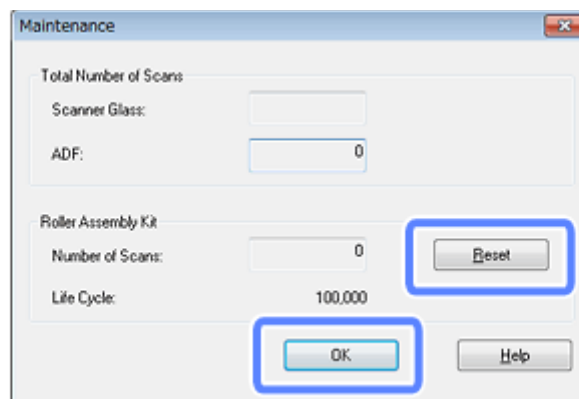 Maintenance
Total Number of Scans
Scanner Glass:
ADF: 0
Roller Assembly Kit
Number of Scans: 0 Reset
Life Cycle: 100,000
OK Help